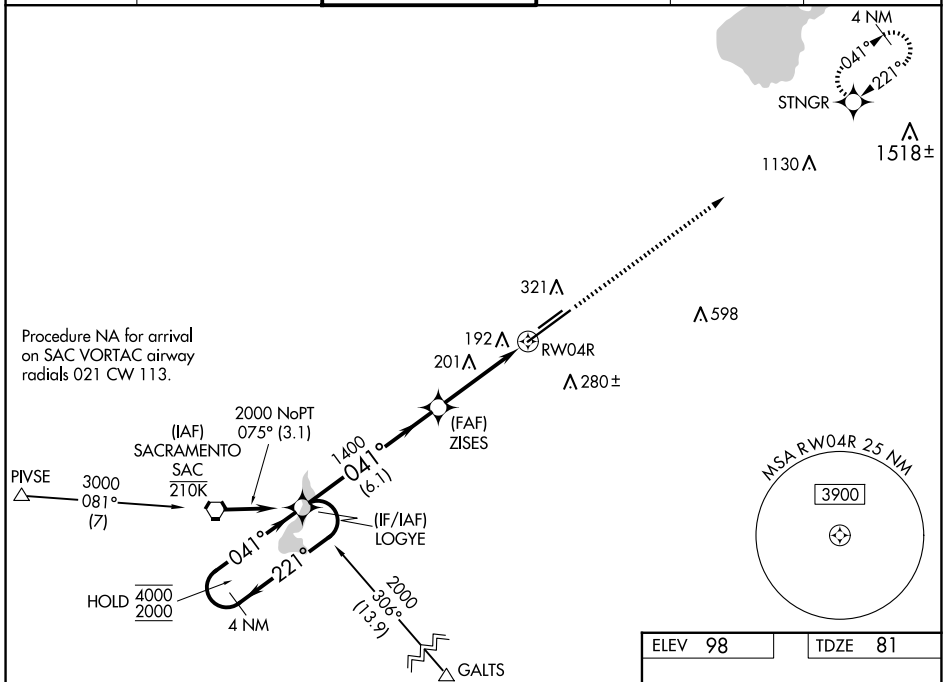 4 NM
041°
221°
STNGR
1518±
1130
321
598
192
RW04R
201
280±
Procedure NA for arrival
on SAC VORTAC airway
radials 021 CW 113.
(FAF)
ZISES
2000 NoPT
075° (3.1)
(IAF)
SACRAMENTO
SAC
210K
1400
041°
(6.1)
PIVSE
3000
081°
(7)
(IF/IAF)
LOGYE
041°
221°
HOLD 4000
2000
4 NM
2000
306°
(13.9)
GALTS
MSA RW04R 25 NM
3900
ELEV 98
TDZE 81